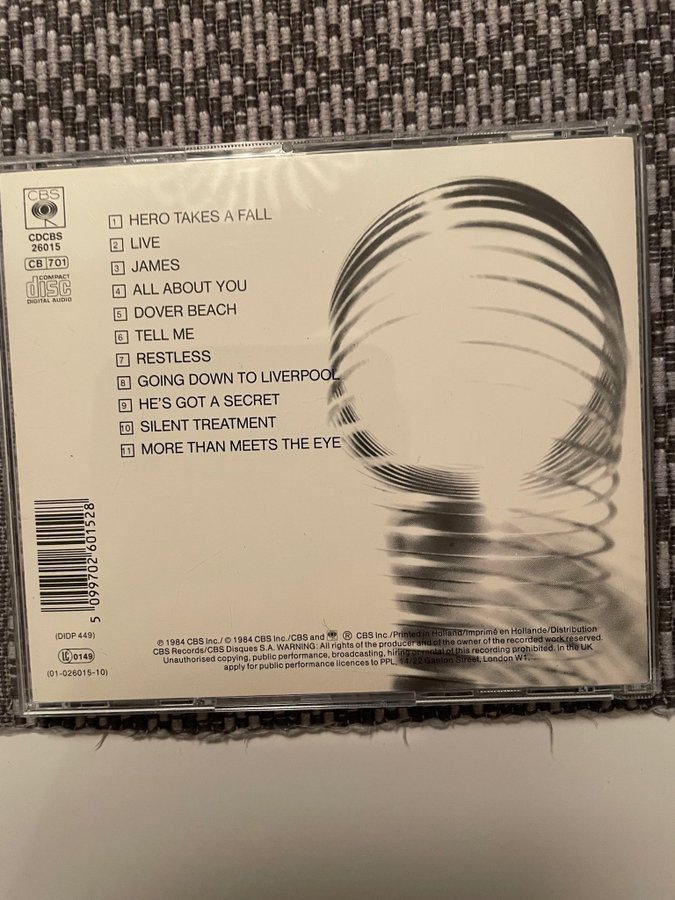 CBS
CDCBS
26015
CB 701
COMPACT
disc
DIGITAL AUDIO
1 HERO TAKES A FALL
2 LIVE
3 JAMES
4 ALL ABOUT YOU
5 DOVER BEACH
6 TELL ME
7 RESTLESS
8 GOING DOWN TO LIVERPOOL
9 HE'S GOT A SECRET
10 SILENT TREATMENT
11 MORE THAN MEETS THE EYE
5 099702 601528
(DIDP 449)
LC 0149
(01-026015-10)
℗ 1984 CBS Inc./ © 1984 CBS Inc./CBS and ® CBS Inc./Printed in Holland/Imprimé en Hollande/Distribution
CBS Records/CBS Disques S.A. WARNING: All rights of the producer and of the owner of the recorded work reserved.
Unauthorised copying, public performance, broadcasting, hiring or rental of this recording prohibited. In the UK
apply for public performance licences to PPL, 14/22 Ganton Street, London W1.